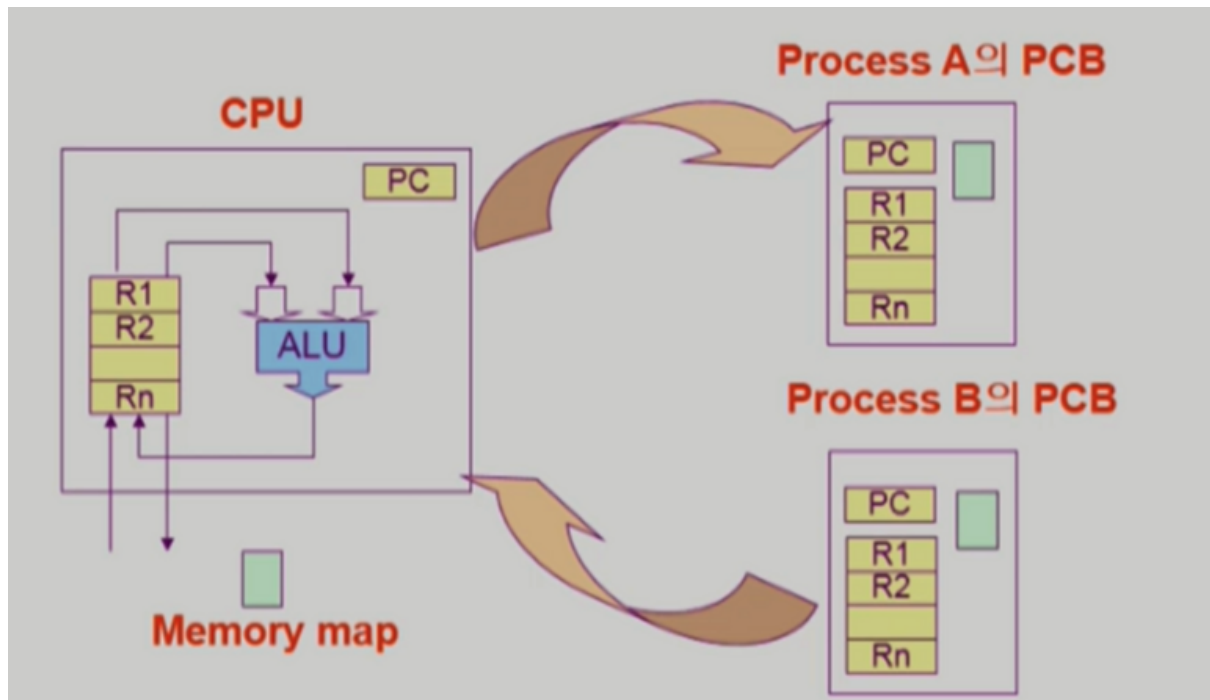 Process A의 PCB
CPU
PC
R1
R2
Rn
ALU
Memory map
PC
R1
R2
Rn
Process B의 PCB
PC
R1
R2
Rn